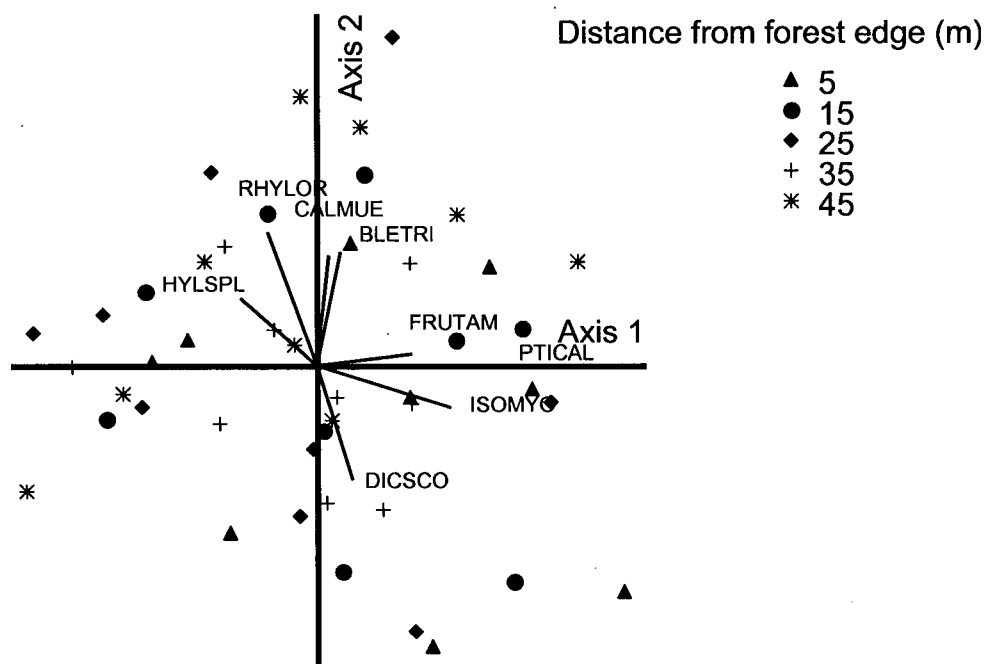 Distance from forest edge (m)
5
15
25
35
45
Axis 2
RHYLOR
CALMUE
BLETRI
HYLSPL
FRUTAM
Axis 1
PTICAL
ISOMYO
DICSCO